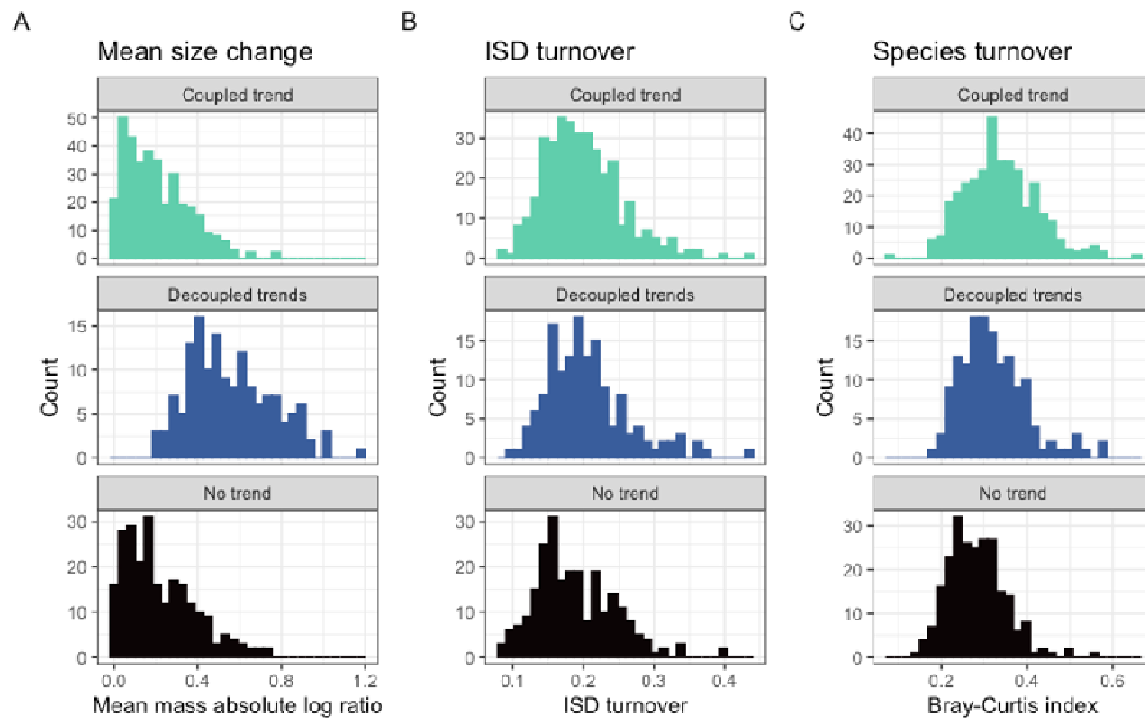 A
Mean size change
Coupled trend
50
40
30
20
10
0
Decoupled trends
15
10
5
0
Count
No trend
30
20
10
0
0.0 0.4 0.8 1.2
Mean mass absolute log ratio
B
ISD turnover
Coupled trend
30
20
10
0
Decoupled trends
15
10
5
0
Count
No trend
30
20
10
0
0.1 0.2 0.3 0.4
ISD turnover
C
Species turnover
Coupled trend
40
30
20
10
0
Decoupled trends
15
10
5
0
Count
No trend
30
20
10
0
0.2 0.4 0.6
Bray-Curtis index